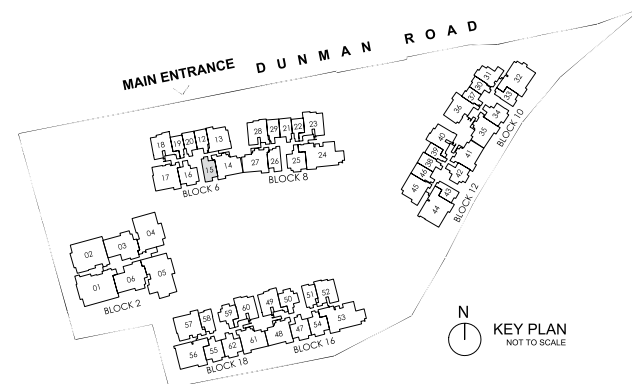 DUNMAN ROAD
MAIN ENTRANCE
18 19 20 12 13
17 16 15 14
BLOCK 6
28 29 21 22 23
27 26 25 24
BLOCK 8
31 32
30
37 33
36 34
35
BLOCK 10
40
39 41
38
46 42
45 43
44
BLOCK 12
04
02 03
01 06 05
BLOCK 2
57 58 59 60 49 50 51 52
56 55 62 61 48 47 54 53
BLOCK 18
BLOCK 16
N
KEY PLAN
NOT TO SCALE